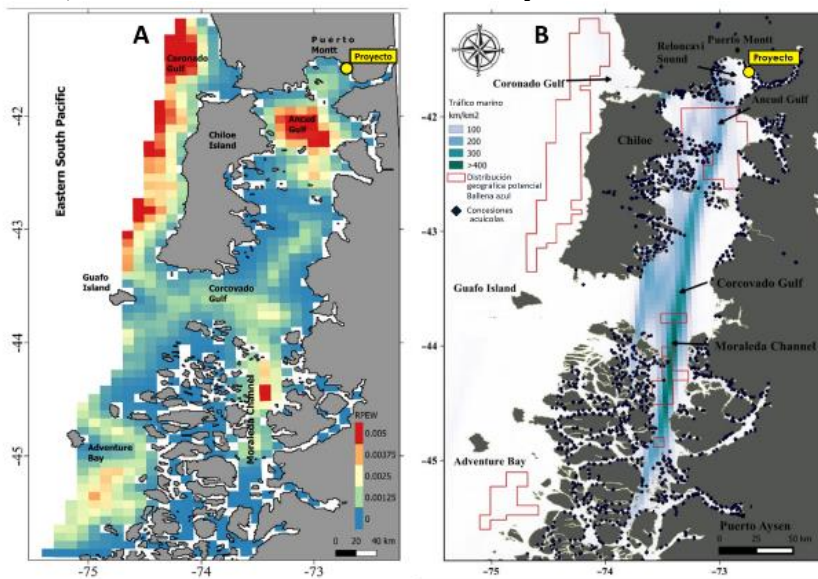 A
Puerto
Montt
Proyecto
Coronado
Gulf
Ancud
Gulf
Chiloe
Island
Eastern South Pacific
Guafo
Island
Corcovado
Gulf
Moraleda Channel
Adventure
Bay
RPEW
0.005
0.00375
0.0025
0.00125
0
0 20 40 km
-41
-42
-43
-44
-45
-75
-74
-73
B
Puerto Montt
Reloncavi
Sound
Proyecto
Coronado Gulf
Ancud Gulf
Tráfico marino
km/km2
100
200
300
>400
Distribución
geográfica potencial
Ballena azul
Concesiones
acuícolas
Chiloe
Guafo Island
Corcovado Gulf
Moraleda Channel
Adventure Bay
Puerto Aysen
0 25 50 km
-42
-43
-44
-45
-75
-74
-73